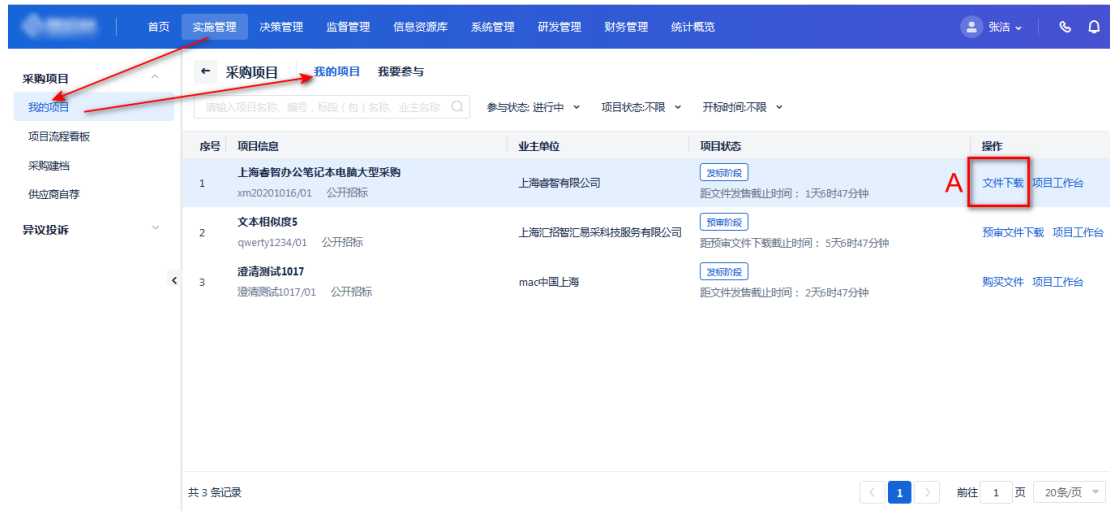 首页 实施管理 决策管理 监督管理 信息资源库 系统管理 研发管理 财务管理 统计概览 张洁
采购项目
我的项目
项目流程看板
采购建档
供应商自荐
异议投诉
采购项目 我的项目 我要参与
请输入项目名称、编号，标段（包）名称、业主名称 参与状态: 进行中 项目状态:不限 开标时间:不限
序号 项目信息 业主单位 项目状态 操作
上海睿智办公笔记本电脑大型采购 发标阶段
1 上海睿智有限公司 A 文件下载 项目工作台
xm20201016/01 公开招标 距文件发售截止时间： 1天6时47分钟
文本相似度5 预审阶段
2 上海汇招智汇易采科技服务有限公司 预审文件下载 项目工作台
qwerty1234/01 公开招标 距预审文件下载截止时间： 5天6时47分钟
澄清测试1017 发标阶段
3 mac中国上海 购买文件 项目工作台
澄清测试1017/01 公开招标 距文件发售截止时间： 2天6时47分钟
共 3 条记录 1 前往 1 页 20条/页